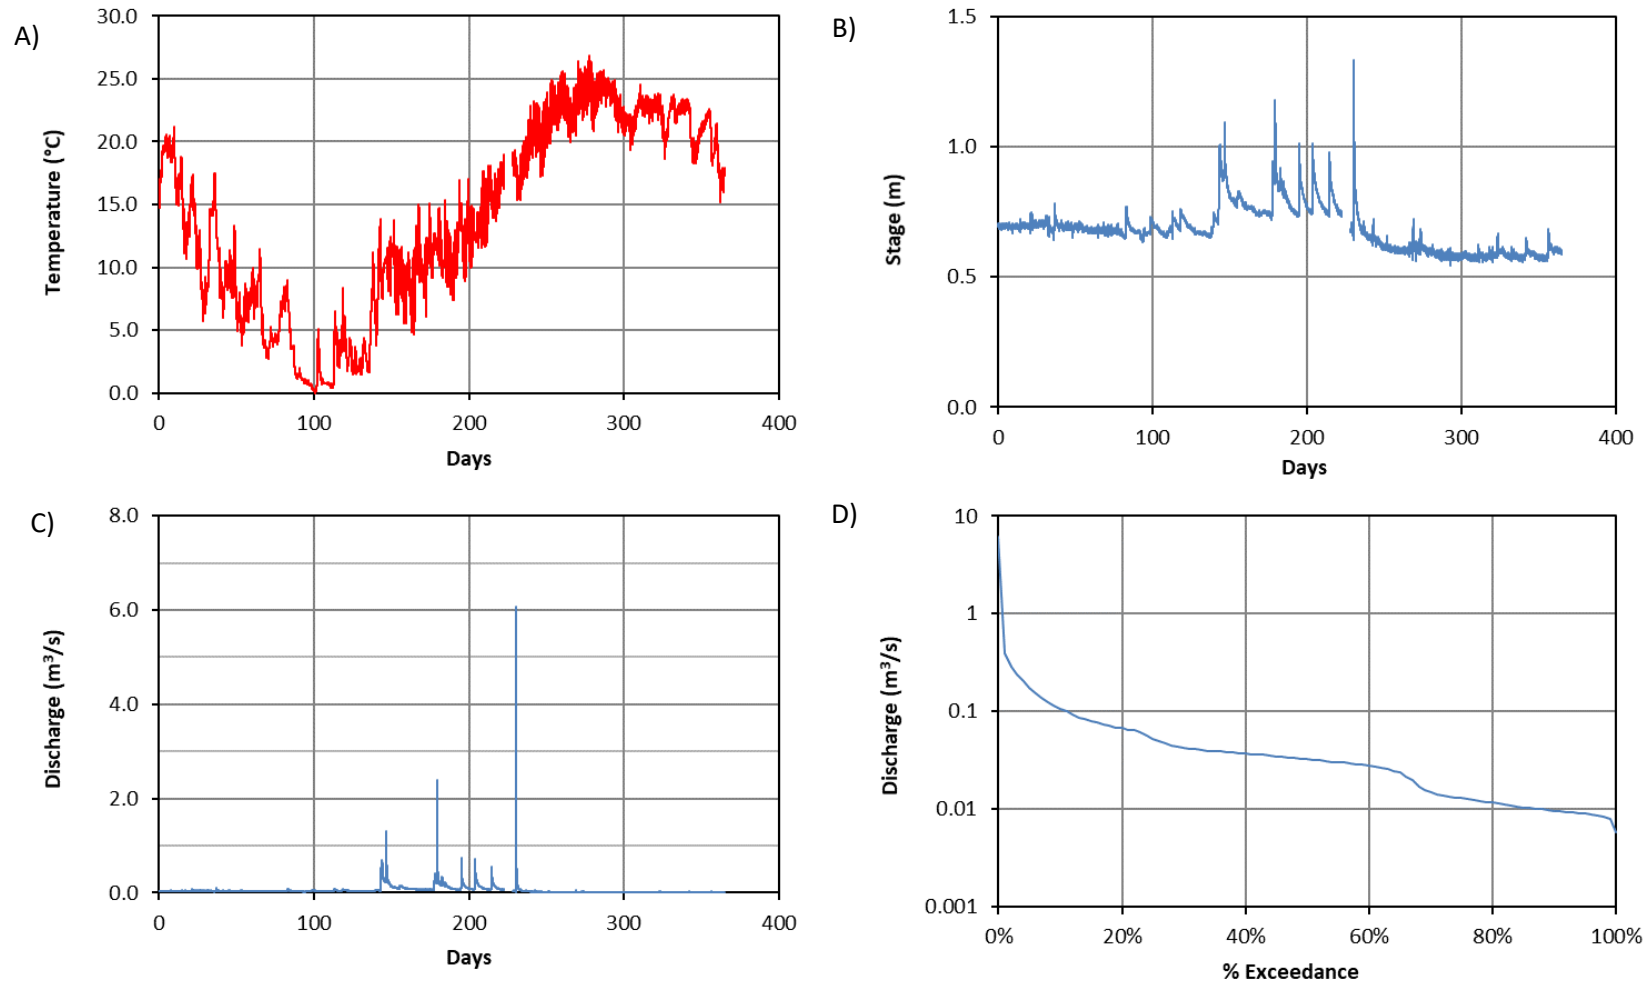 A)
30.0
25.0
20.0
15.0
10.0
5.0
0.0
Temperature (°C)
0 100 200 300 400
Days
B)
1.5
1.0
0.5
0.0
Stage (m)
0 100 200 300 400
Days
C)
8.0
6.0
4.0
2.0
0.0
Discharge (m³/s)
0 100 200 300 400
Days
D)
10
1
0.1
0.01
0.001
Discharge (m³/s)
0% 20% 40% 60% 80% 100%
% Exceedance